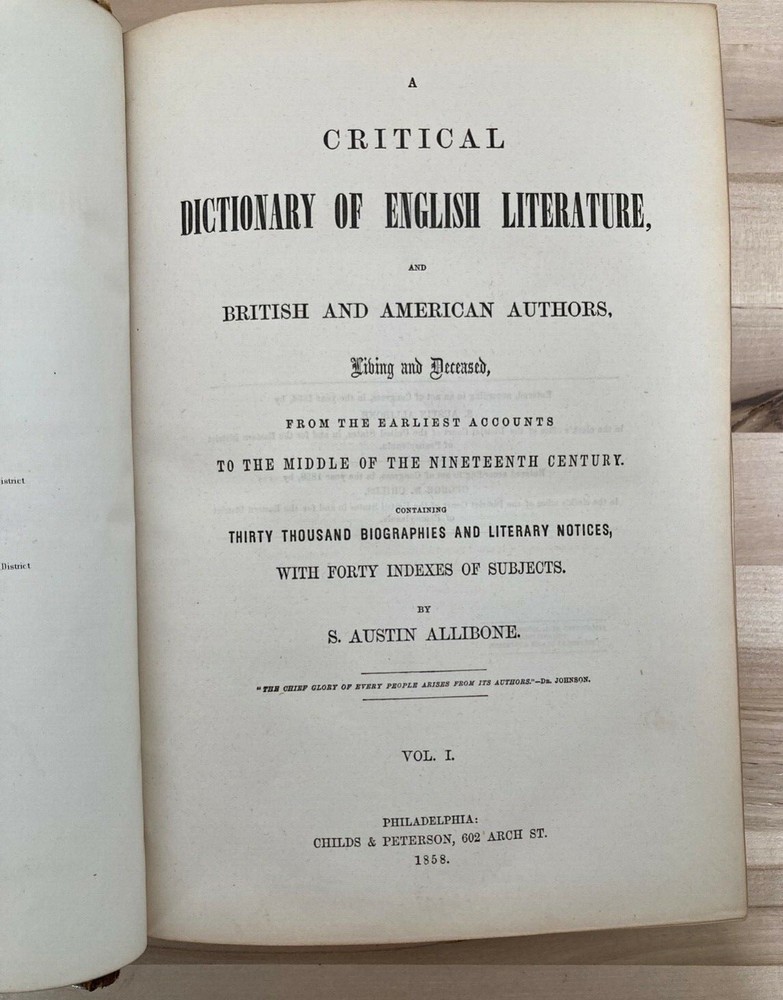 istrict
District
A
CRITICAL
DICTIONARY OF ENGLISH LITERATURE,
AND
BRITISH AND AMERICAN AUTHORS,
Living and Deceased,
FROM THE EARLIEST ACCOUNTS
TO THE MIDDLE OF THE NINETEENTH CENTURY.
CONTAINING
THIRTY THOUSAND BIOGRAPHIES AND LITERARY NOTICES,
WITH FORTY INDEXES OF SUBJECTS.
BY
S. AUSTIN ALLIBONE.
"THE CHIEF GLORY OF EVERY PEOPLE ARISES FROM ITS AUTHORS."—DR. JOHNSON.
VOL. I.
PHILADELPHIA:
CHILDS & PETERSON, 602 ARCH ST.
1858.